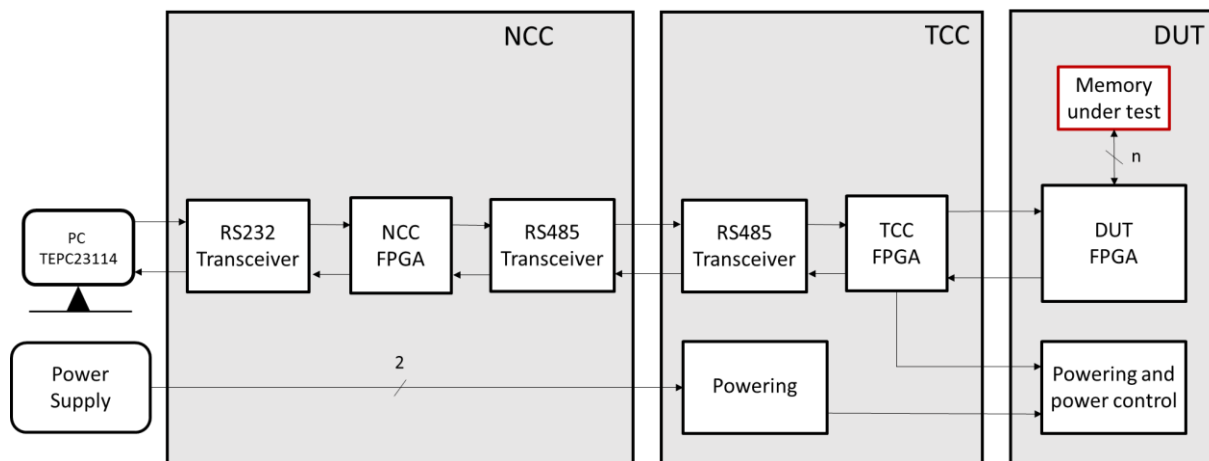 NCC
TCC
DUT
Memory
under test
n
PC
TEPC23114
RS232
Transceiver
NCC
FPGA
RS485
Transceiver
RS485
Transceiver
TCC
FPGA
DUT
FPGA
Power
Supply
2
Powering
Powering and
power control